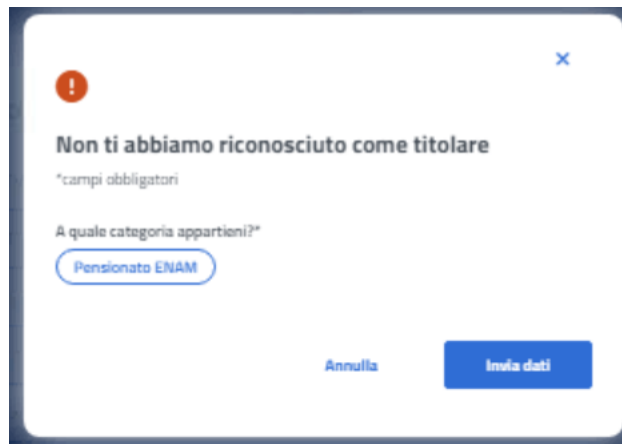 Non ti abbiamo riconosciuto come titolare
*campi obbligatori
A quale categoria appartieni?*
Pensionato ENAM
Annulla
Invia dati